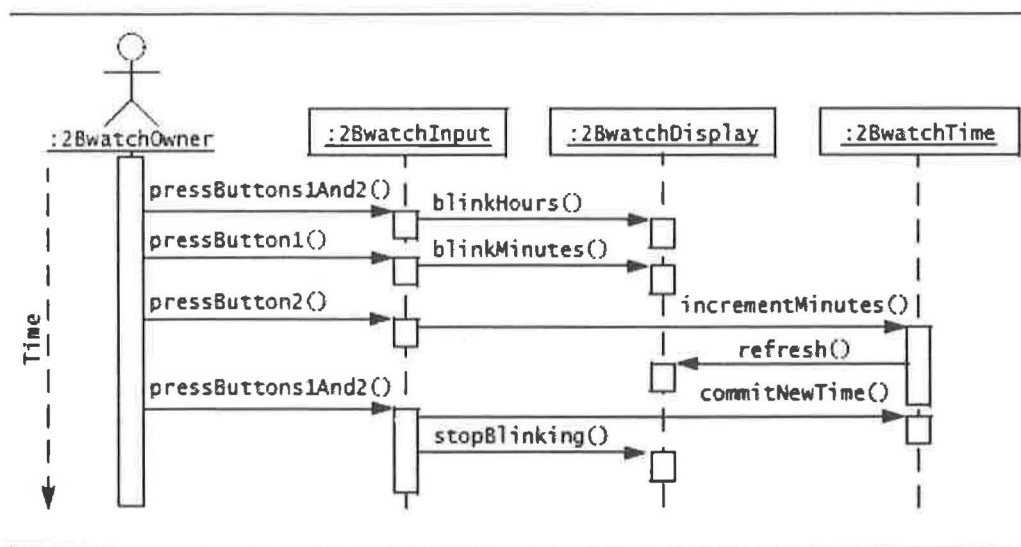 :2BwatchOwner
:2BwatchInput
:2BwatchDisplay
:2BwatchTime
pressButtons1And2()
blinkHours()
pressButton1()
blinkMinutes()
pressButton2()
incrementMinutes()
refresh()
pressButtons1And2()
commitNewTime()
stopBlinking()
Time